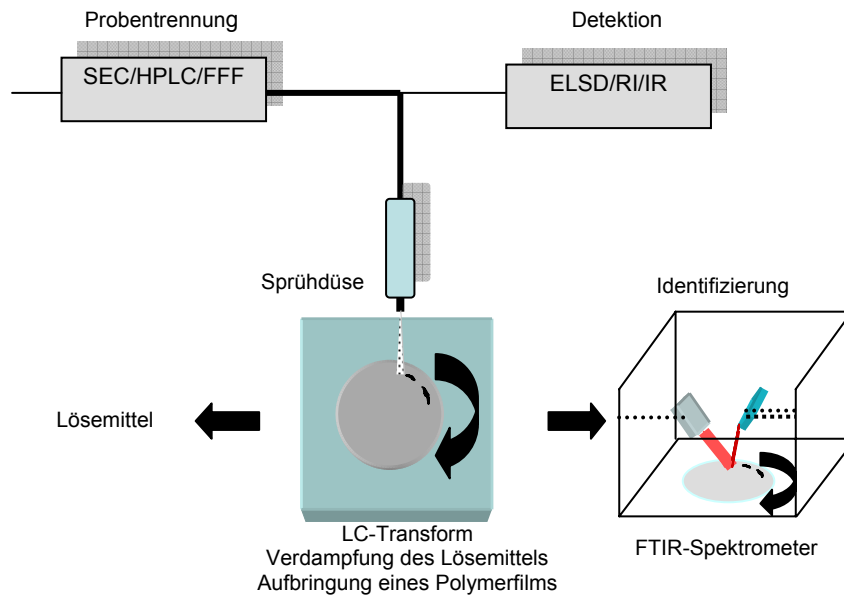 Probentrennung
Detektion
SEC/HPLC/FFF
ELSD/RI/IR
Sprühdüse
Identifizierung
Lösemittel
LC-Transform
Verdampfung des Lösemittels
Aufbringung eines Polymerfilms
FTIR-Spektrometer